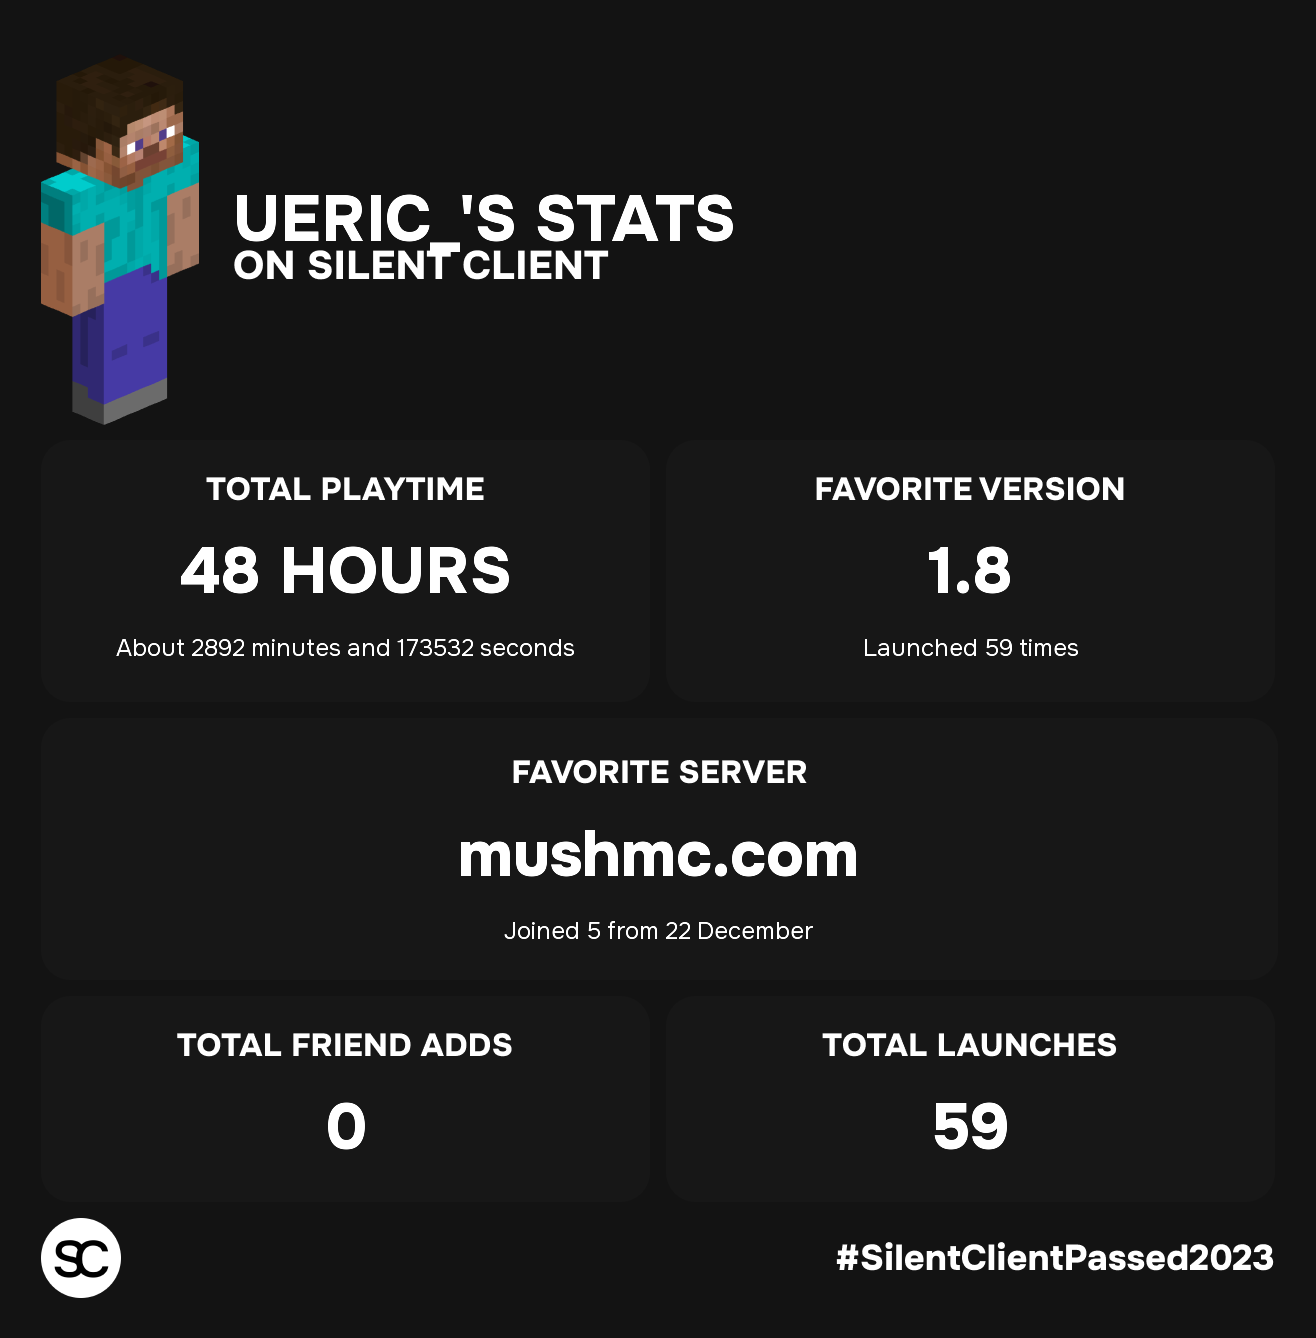 UERIC_'S STATS
ON SILENT CLIENT
TOTAL PLAYTIME
48 HOURS
About 2892 minutes and 173532 seconds
FAVORITE VERSION
1.8
Launched 59 times
FAVORITE SERVER
mushmc.com
Joined 5 from 22 December
TOTAL FRIEND ADDS
0
TOTAL LAUNCHES
59
SC
#SilentClientPassed2023